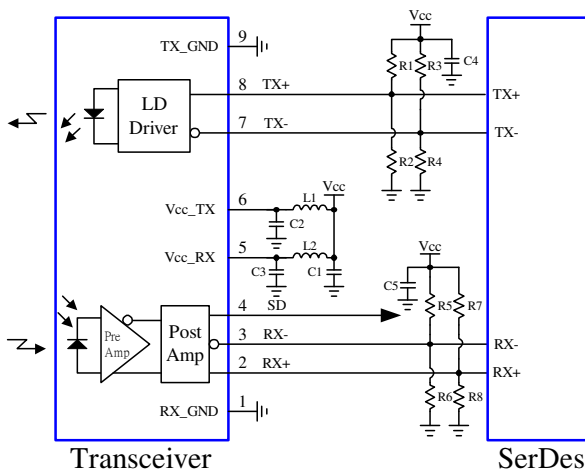 Vcc
TX_GND 9
R1 R3 C4
LD Driver
8 TX+ TX+
7 TX- TX-
R2 R4
Vcc_TX 6 L1 Vcc
C2
Vcc_RX 5 L2 Vcc
C3 C1 C5
4 SD R5 R7
Pre Amp
Post Amp
3 RX- RX-
2 RX+ RX+
R6 R8
RX_GND 1
Transceiver SerDes